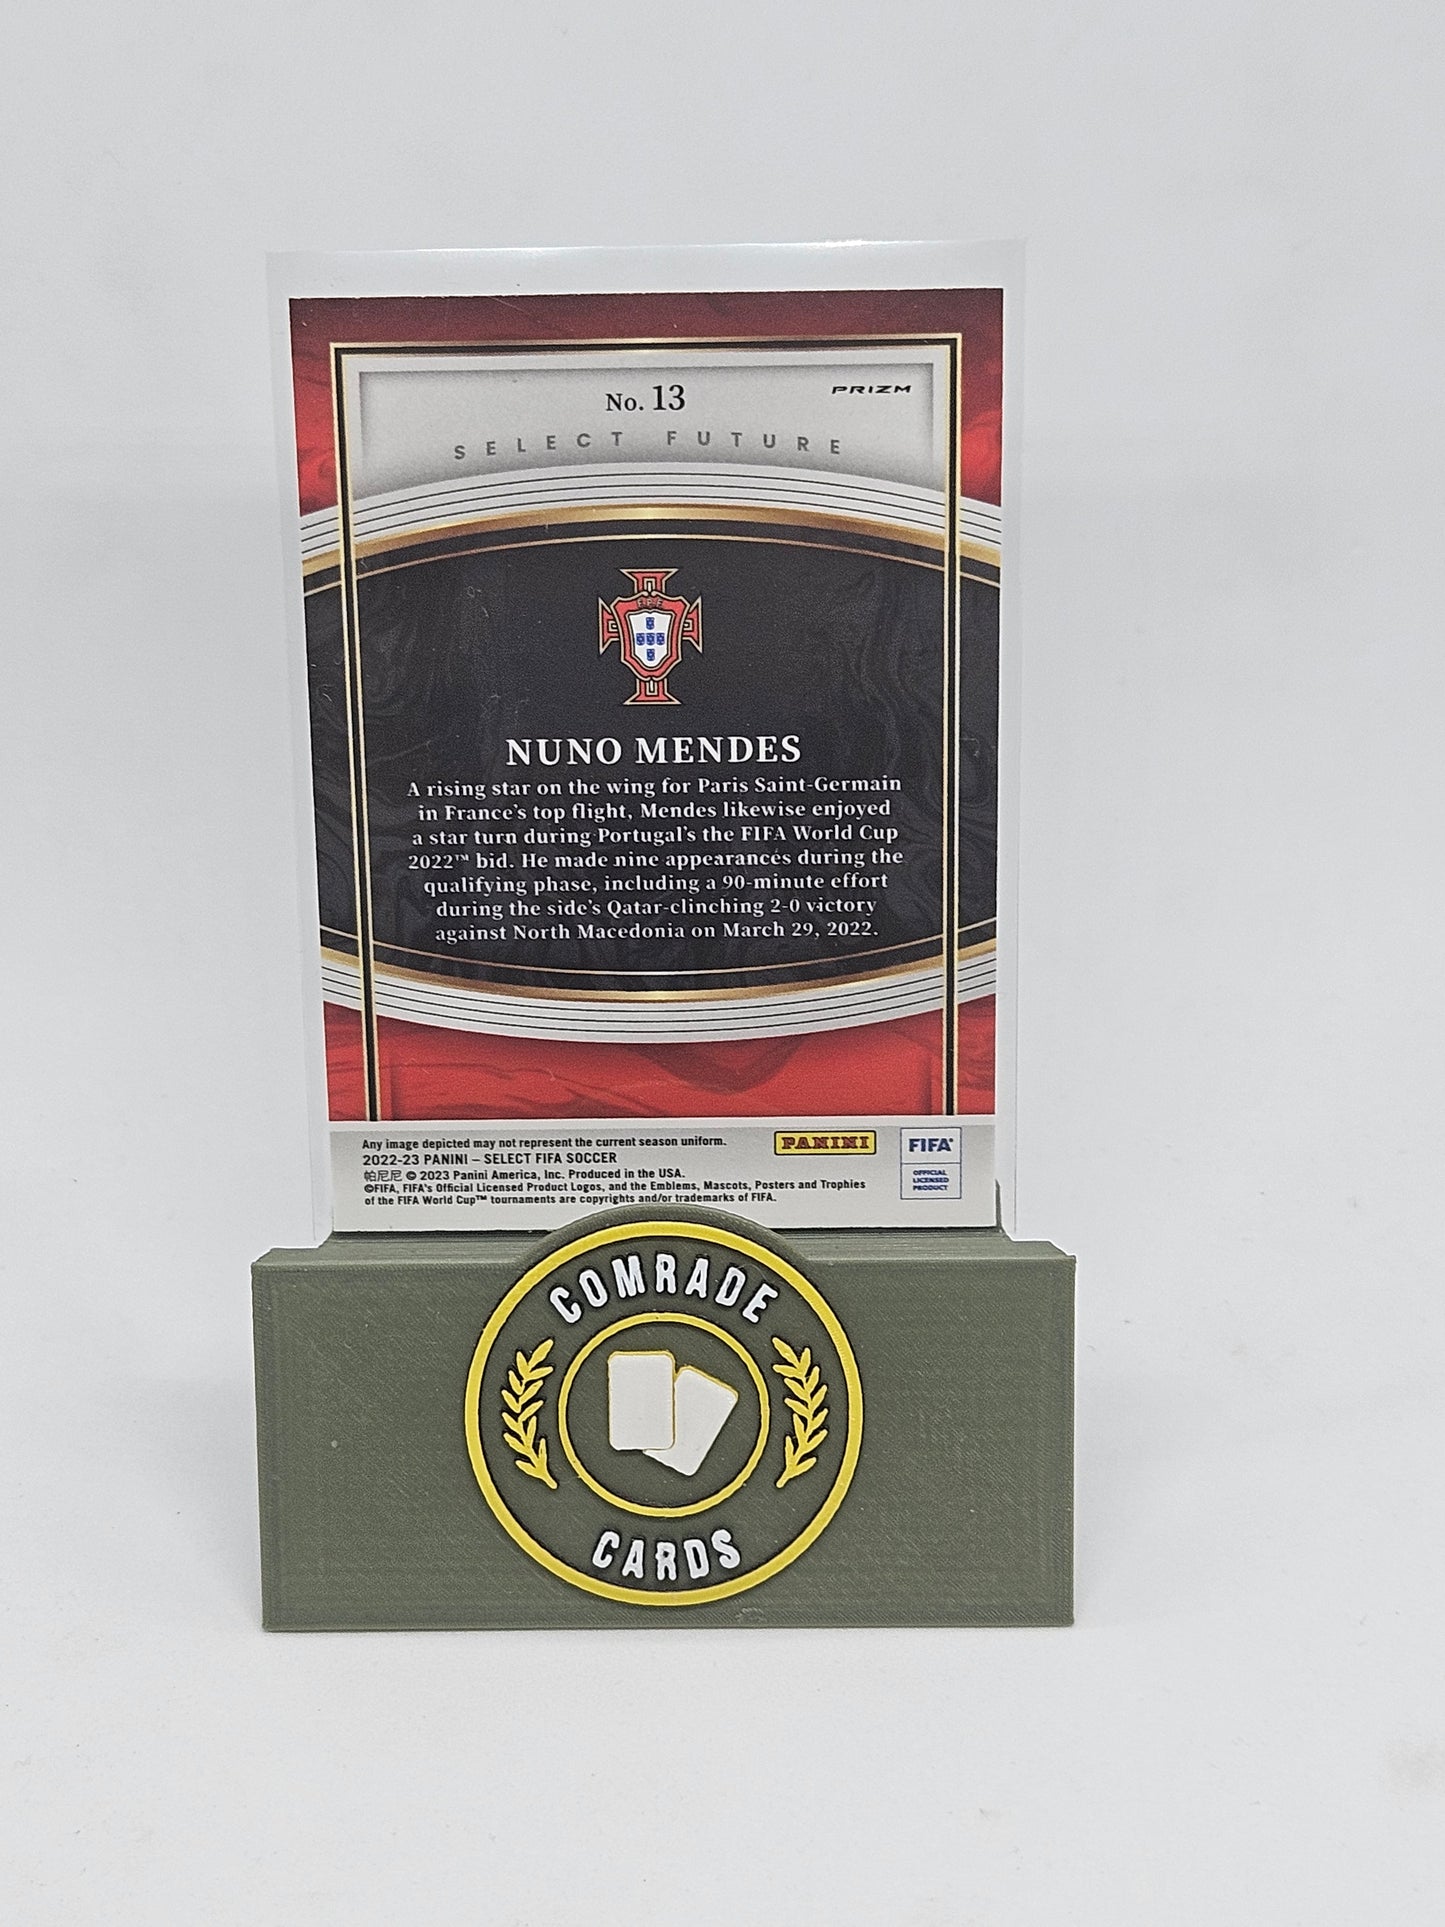 No. 13
PRIZM
SELECT FUTURE
FPF
NUNO MENDES
A rising star on the wing for Paris Saint-Germain
in France's top flight, Mendes likewise enjoyed
a star turn during Portugal's the FIFA World Cup
2022™ bid. He made nine appearances during the
qualifying phase, including a 90-minute effort
during the side's Qatar-clinching 2-0 victory
against North Macedonia on March 29, 2022.
Any image depicted may not represent the current season uniform.
2022-23 PANINI – SELECT FIFA SOCCER
帕尼尼 © 2023 Panini America, Inc. Produced in the USA.
©FIFA, FIFA's Official Licensed Product Logos, and the Emblems, Mascots, Posters and Trophies
of the FIFA World Cup™ tournaments are copyrights and/or trademarks of FIFA.
PANINI
FIFA®
OFFICIAL
LICENSED
PRODUCT
COMRADE
CARDS